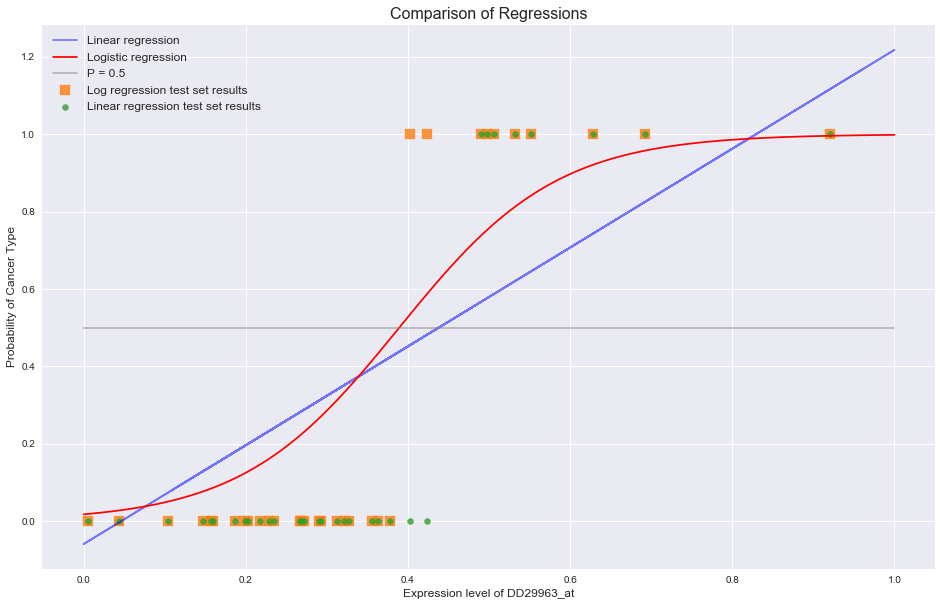 Comparison of Regressions
Linear regression
Logistic regression
P = 0.5
Log regression test set results
Linear regression test set results
1.2
1.0
0.8
0.6
0.4
0.2
0.0
Probability of Cancer Type
0.0 0.2 0.4 0.6 0.8 1.0
Expression level of DD29963_at